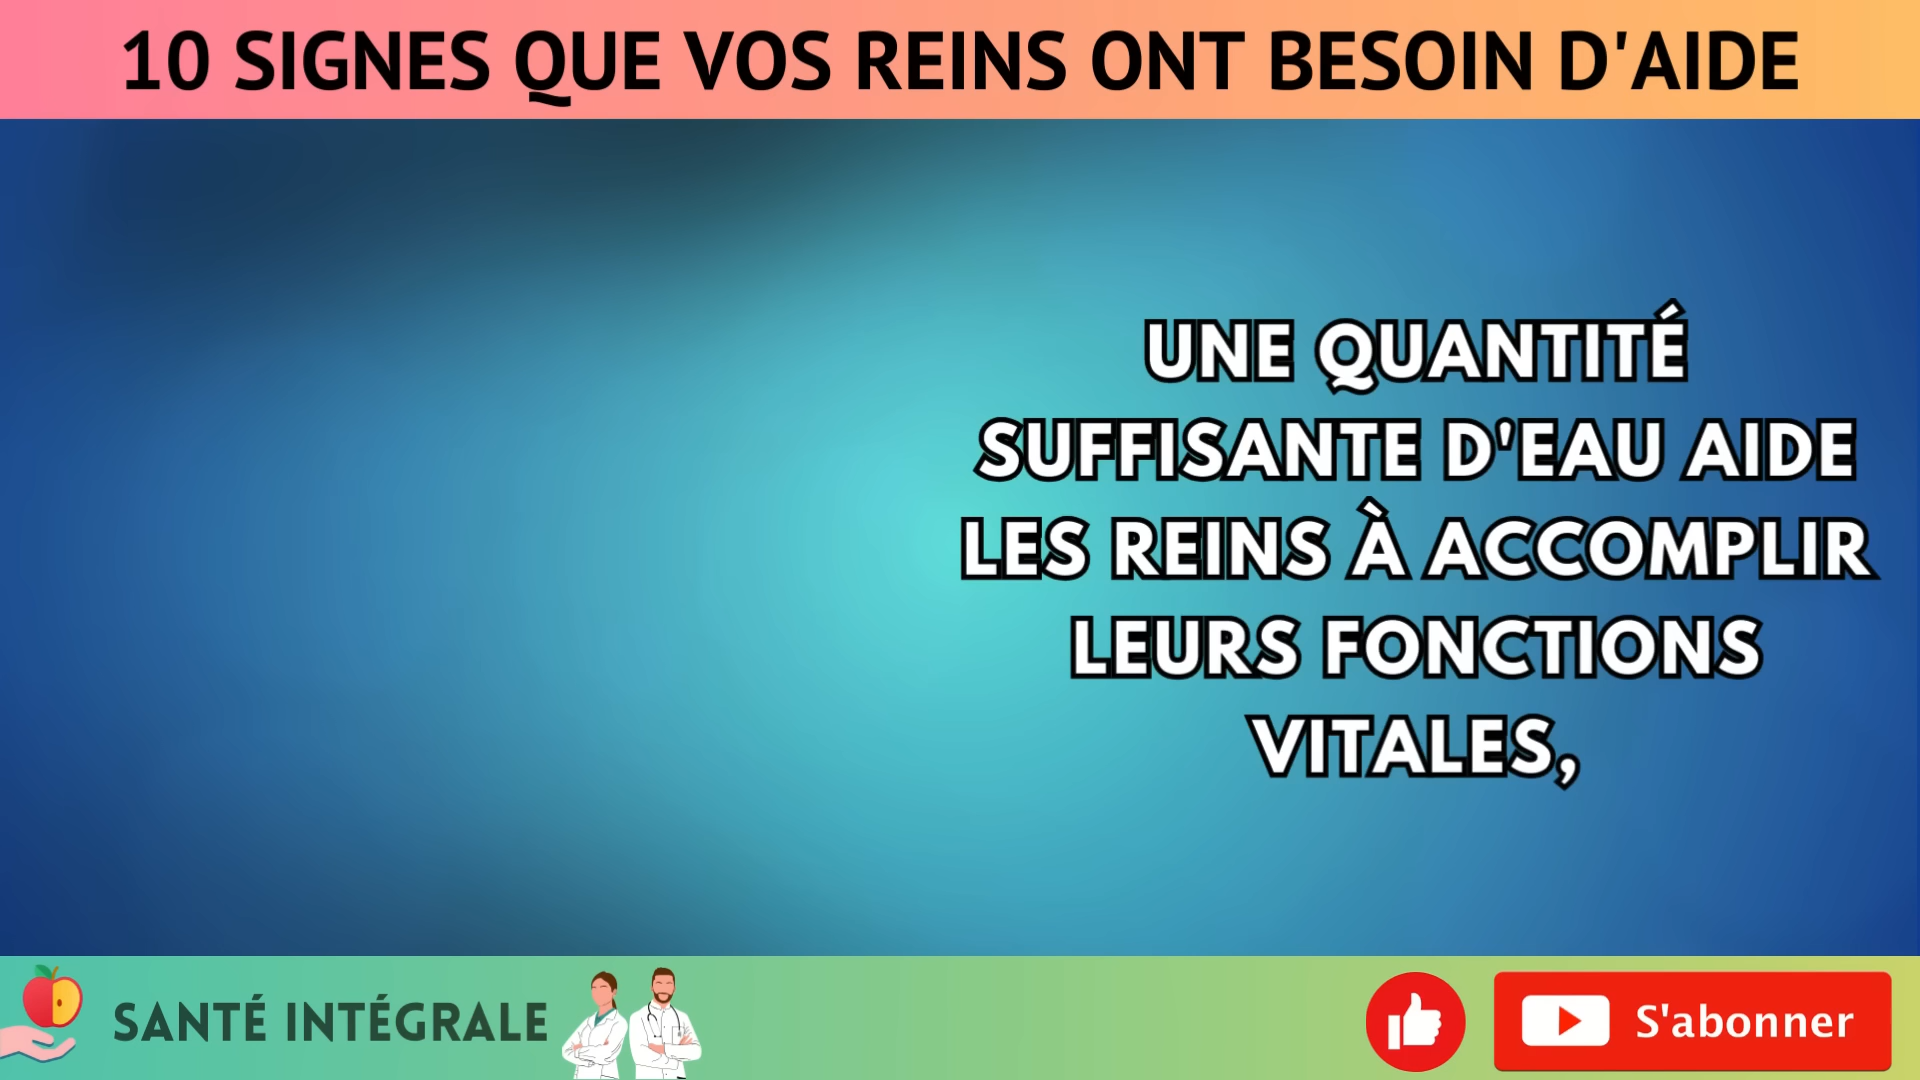 10 SIGNES QUE VOS REINS ONT BESOIN D'AIDE
UNE QUANTITÉ
SUFFISANTE D'EAU AIDE
LES REINS À ACCOMPLIR
LEURS FONCTIONS
VITALES,
SANTÉ INTÉGRALE
S'abonner